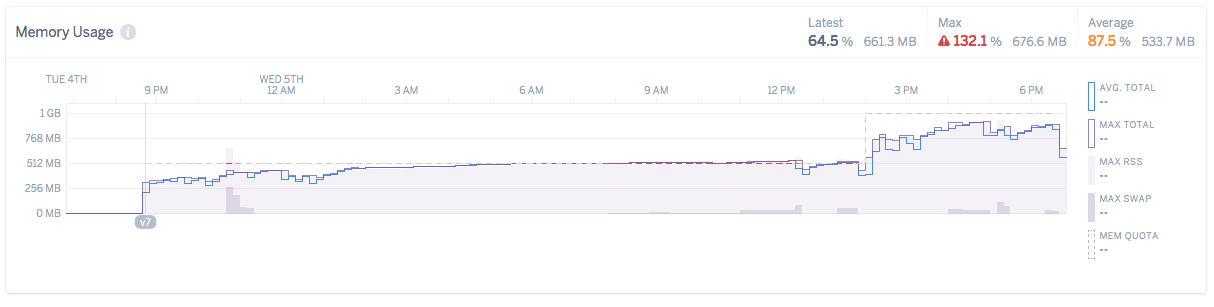 Memory Usage i
Latest
64.5 % 661.3 MB
Max
132.1 % 676.6 MB
Average
87.5 % 533.7 MB
TUE 4TH WED 5TH
9 PM 12 AM 3 AM 6 AM 9 AM 12 PM 3 PM 6 PM
1 GB
768 MB
512 MB
256 MB
0 MB
v7
AVG. TOTAL
--
MAX TOTAL
--
MAX RSS
--
MAX SWAP
--
MEM QUOTA
--